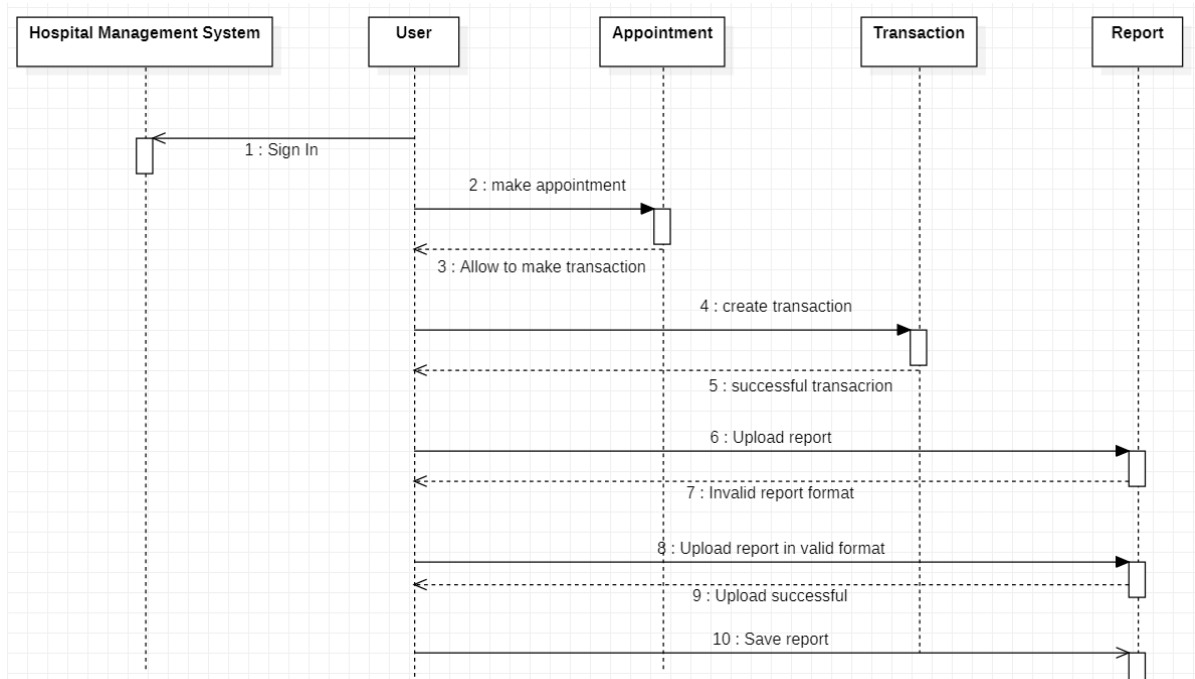 Hospital Management System
User
Appointment
Transaction
Report
1 : Sign In
2 : make appointment
3 : Allow to make transaction
4 : create transaction
5 : successful transacrion
6 : Upload report
7 : Invalid report format
8 : Upload report in valid format
9 : Upload successful
10 : Save report